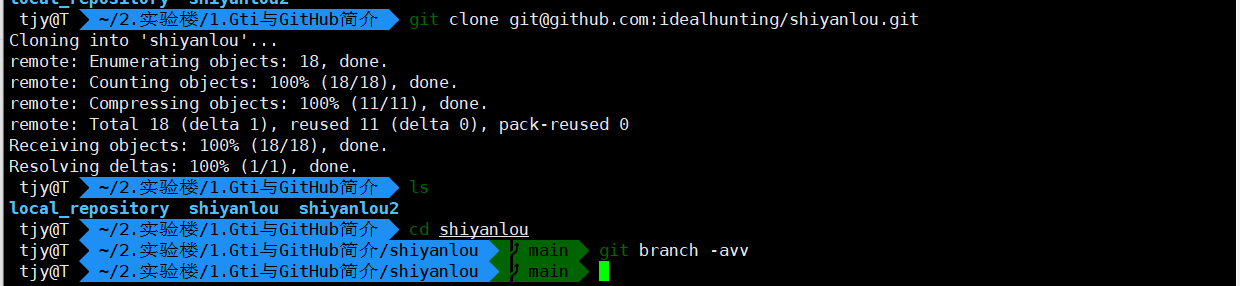 local_repository shiyanlou shiyanlou2
tjy@T ~/2.实验楼/1.Gti与GitHub简介 git clone git@github.com:idealhunting/shiyanlou.git
Cloning into 'shiyanlou'...
remote: Enumerating objects: 18, done.
remote: Counting objects: 100% (18/18), done.
remote: Compressing objects: 100% (11/11), done.
remote: Total 18 (delta 1), reused 11 (delta 0), pack-reused 0
Receiving objects: 100% (18/18), done.
Resolving deltas: 100% (1/1), done.
tjy@T ~/2.实验楼/1.Gti与GitHub简介 ls
local_repository shiyanlou shiyanlou2
tjy@T ~/2.实验楼/1.Gti与GitHub简介 cd shiyanlou
tjy@T ~/2.实验楼/1.Gti与GitHub简介/shiyanlou main git branch -avv
tjy@T ~/2.实验楼/1.Gti与GitHub简介/shiyanlou main